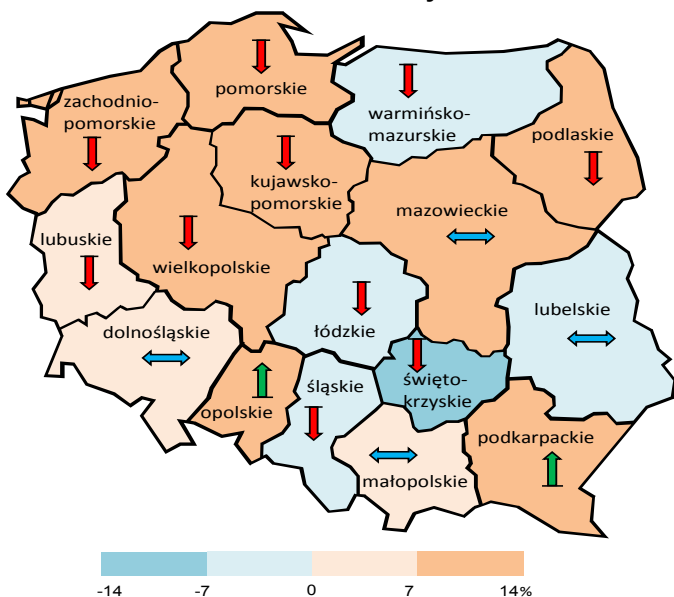 pomorskie
zachodnio-
pomorskie
warmińsko-
mazurskie
podlaskie
kujawsko-
pomorskie
mazowieckie
lubuskie
wielkopolskie
dolnośląskie
łódzkie
lubelskie
opolskie
śląskie
święto-
krzyskie
podkarpackie
małopolskie
-14 -7 0 7 14%